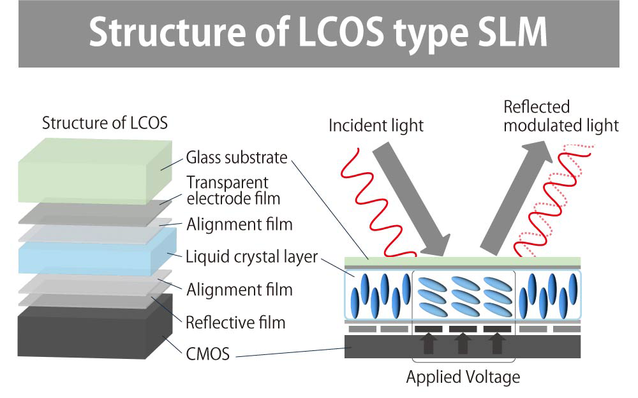 Structure of LCOS type SLM
Structure of LCOS
Glass substrate
Transparent
electrode film
Alignment film
Liquid crystal layer
Alignment film
Reflective film
CMOS
Incident light
Reflected
modulated light
Applied Voltage